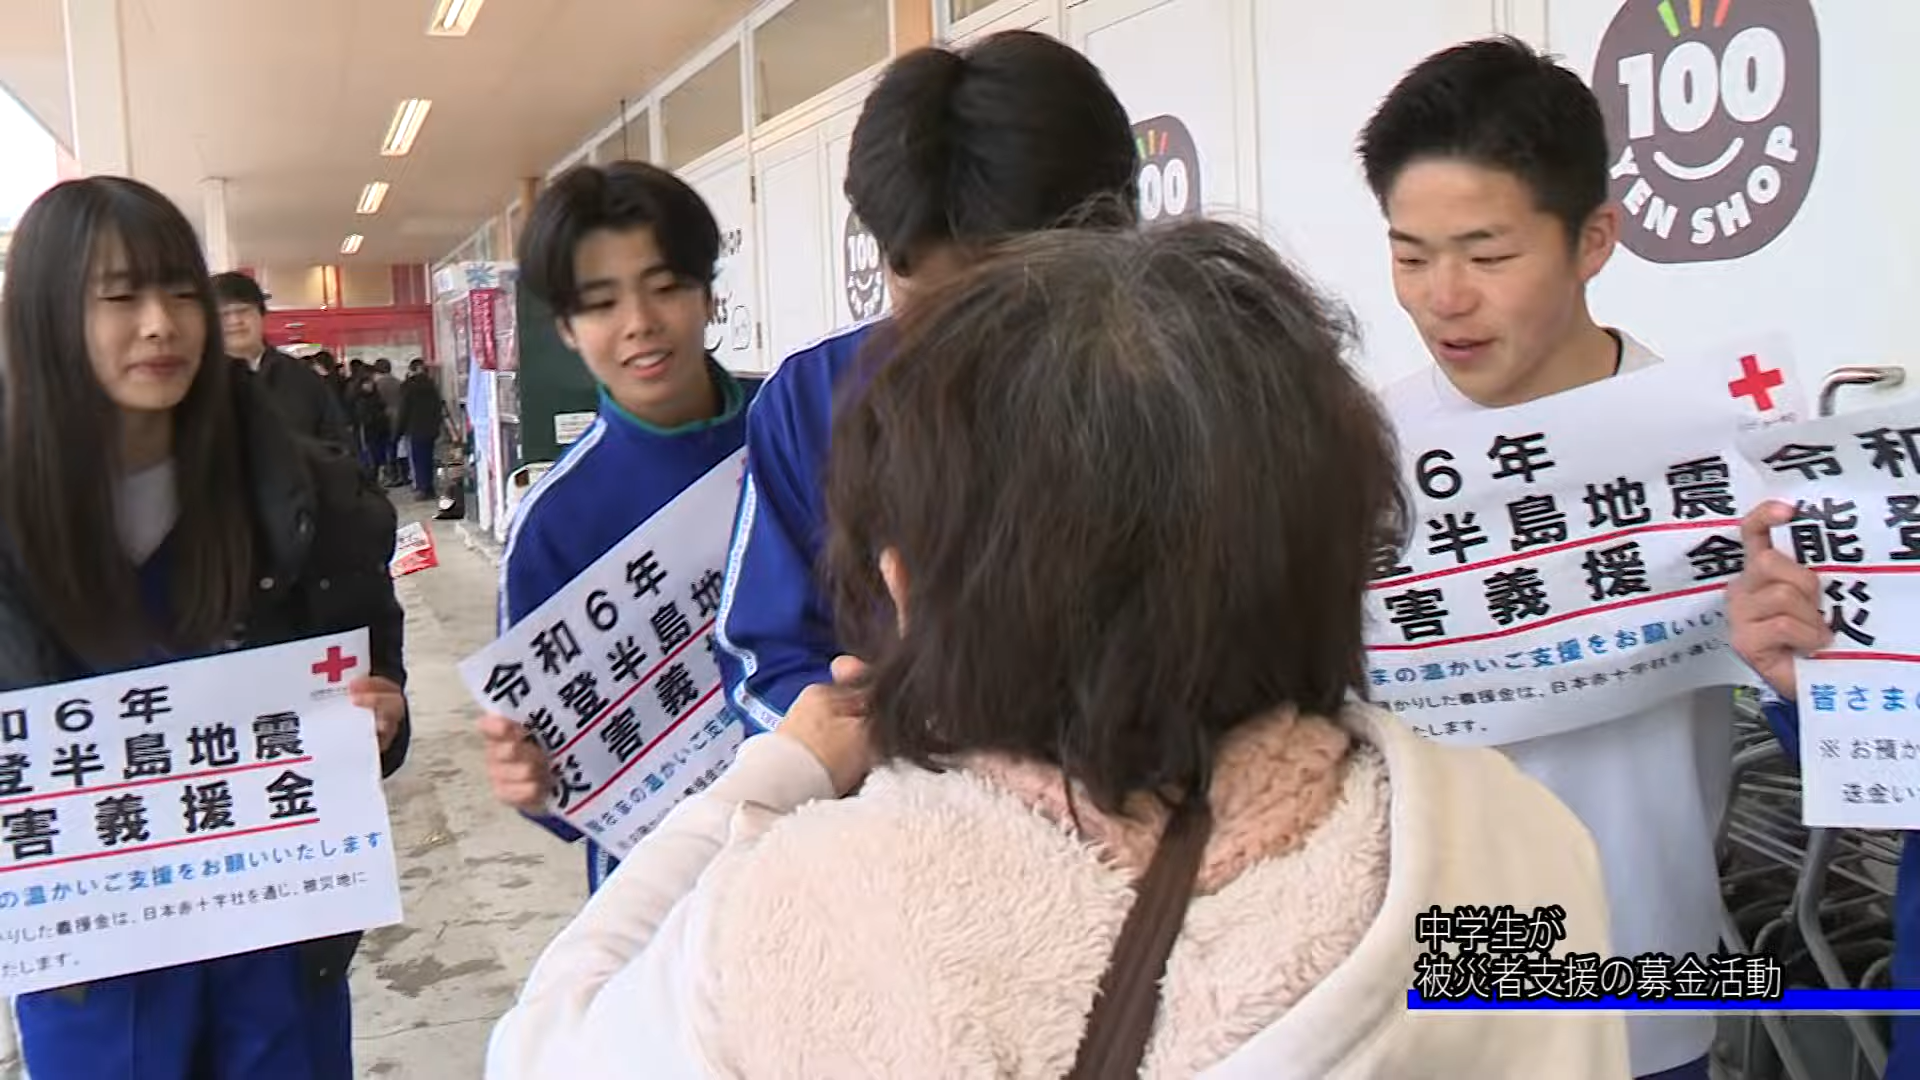 100
YEN SHOP
100
100
和6年
登半島地震
害義援金
の温かいご支援をお願いいたします
かりした義援金は、日本赤十字社を通じ、被災地に
たします。
令和6年
能登半島地
災害義
皆さまの温かいご支援
6年
登半島地震
害義援金
まの温かいご支援をお願いい
預かりした義援金は、日本赤十字社を通じ、
たします。
令和
能登
災
皆さまの
※お預か
送金い
中学生が
被災者支援の募金活動